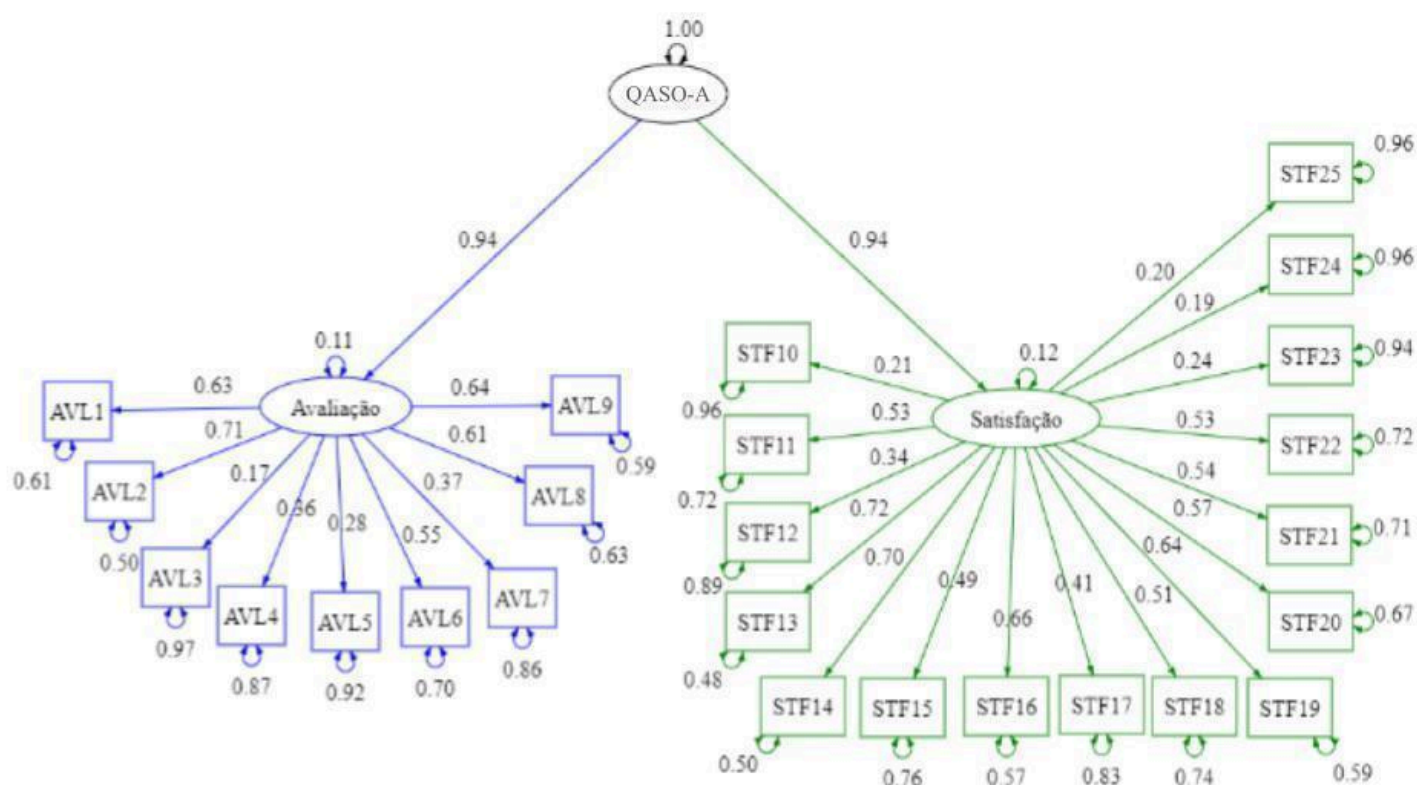 1.00
QASO-A
0.94
0.94
0.11
Avaliação
0.63
AVL1
0.61
0.71
AVL2
0.50
0.17
AVL3
0.97
0.36
AVL4
0.87
0.28
AVL5
0.92
0.55
AVL6
0.70
0.37
AVL7
0.86
0.61
AVL8
0.63
0.64
AVL9
0.59
0.12
Satisfação
0.21
STF10
0.96
0.53
STF11
0.72
0.34
STF12
0.89
0.72
STF13
0.48
0.70
STF14
0.50
0.49
STF15
0.76
0.66
STF16
0.57
0.41
STF17
0.83
0.51
STF18
0.74
0.64
STF19
0.59
0.57
STF20
0.67
0.54
STF21
0.71
0.53
STF22
0.72
0.24
STF23
0.94
0.19
STF24
0.96
0.20
STF25
0.96